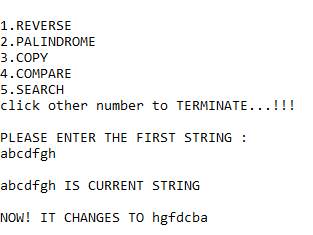 1.REVERSE
2.PALINDROME
3.COPY
4.COMPARE
5.SEARCH
click other number to TERMINATE...!!!
PLEASE ENTER THE FIRST STRING :
abcdfgh
abcdfgh IS CURRENT STRING
NOW! IT CHANGES TO hgfdcba